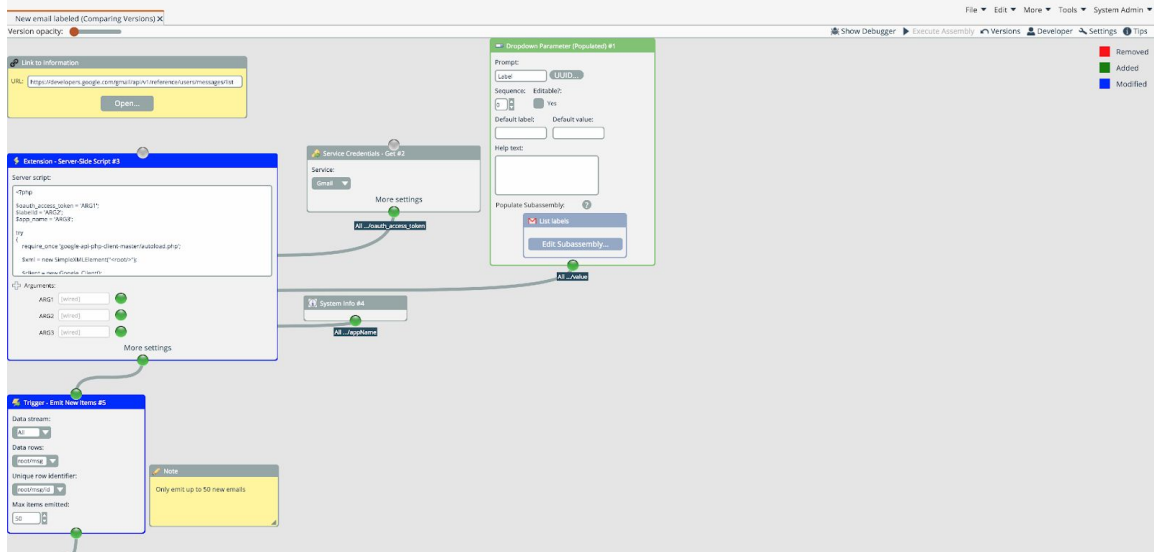 File Edit More Tools System Admin
New email labeled (Comparing Versions) X
Version opacity:
Show Debugger Execute Assembly Versions Developer Settings Tips
Removed
Added
Modified
Link to Information
URL: https://developers.google.com/gmail/api/v1/reference/users/messages/list
Open...
Dropdown Parameter (Populated) #1
Prompt:
Label UUID...
Sequence: Editable?:
0 Yes
Default label: Default value:
Help text:
Populate Subassembly: ?
List labels
Edit Subassembly...
All .../value
Extension - Server-Side Script #3
Server script:
<?php
$oauth_access_token = 'ARG1';
$labelId = 'ARG2';
$app_name = 'ARG3';
try
{
require_once 'google-api-php-client-master/autoload.php';
$xml = new SimpleXMLElement("<root/>");
$client = new Google_Client();
Arguments:
ARG1 [wired]
ARG2 [wired]
ARG3 [wired]
More settings
Service Credentials - Get #2
Service:
Gmail
More settings
All .../oauth_access_token
System Info #4
All .../appName
Trigger - Emit New Items #5
Data stream:
All
Data rows:
root/msg
Unique row identifier:
root/msg/id
Max items emitted:
50
Note
Only emit up to 50 new emails